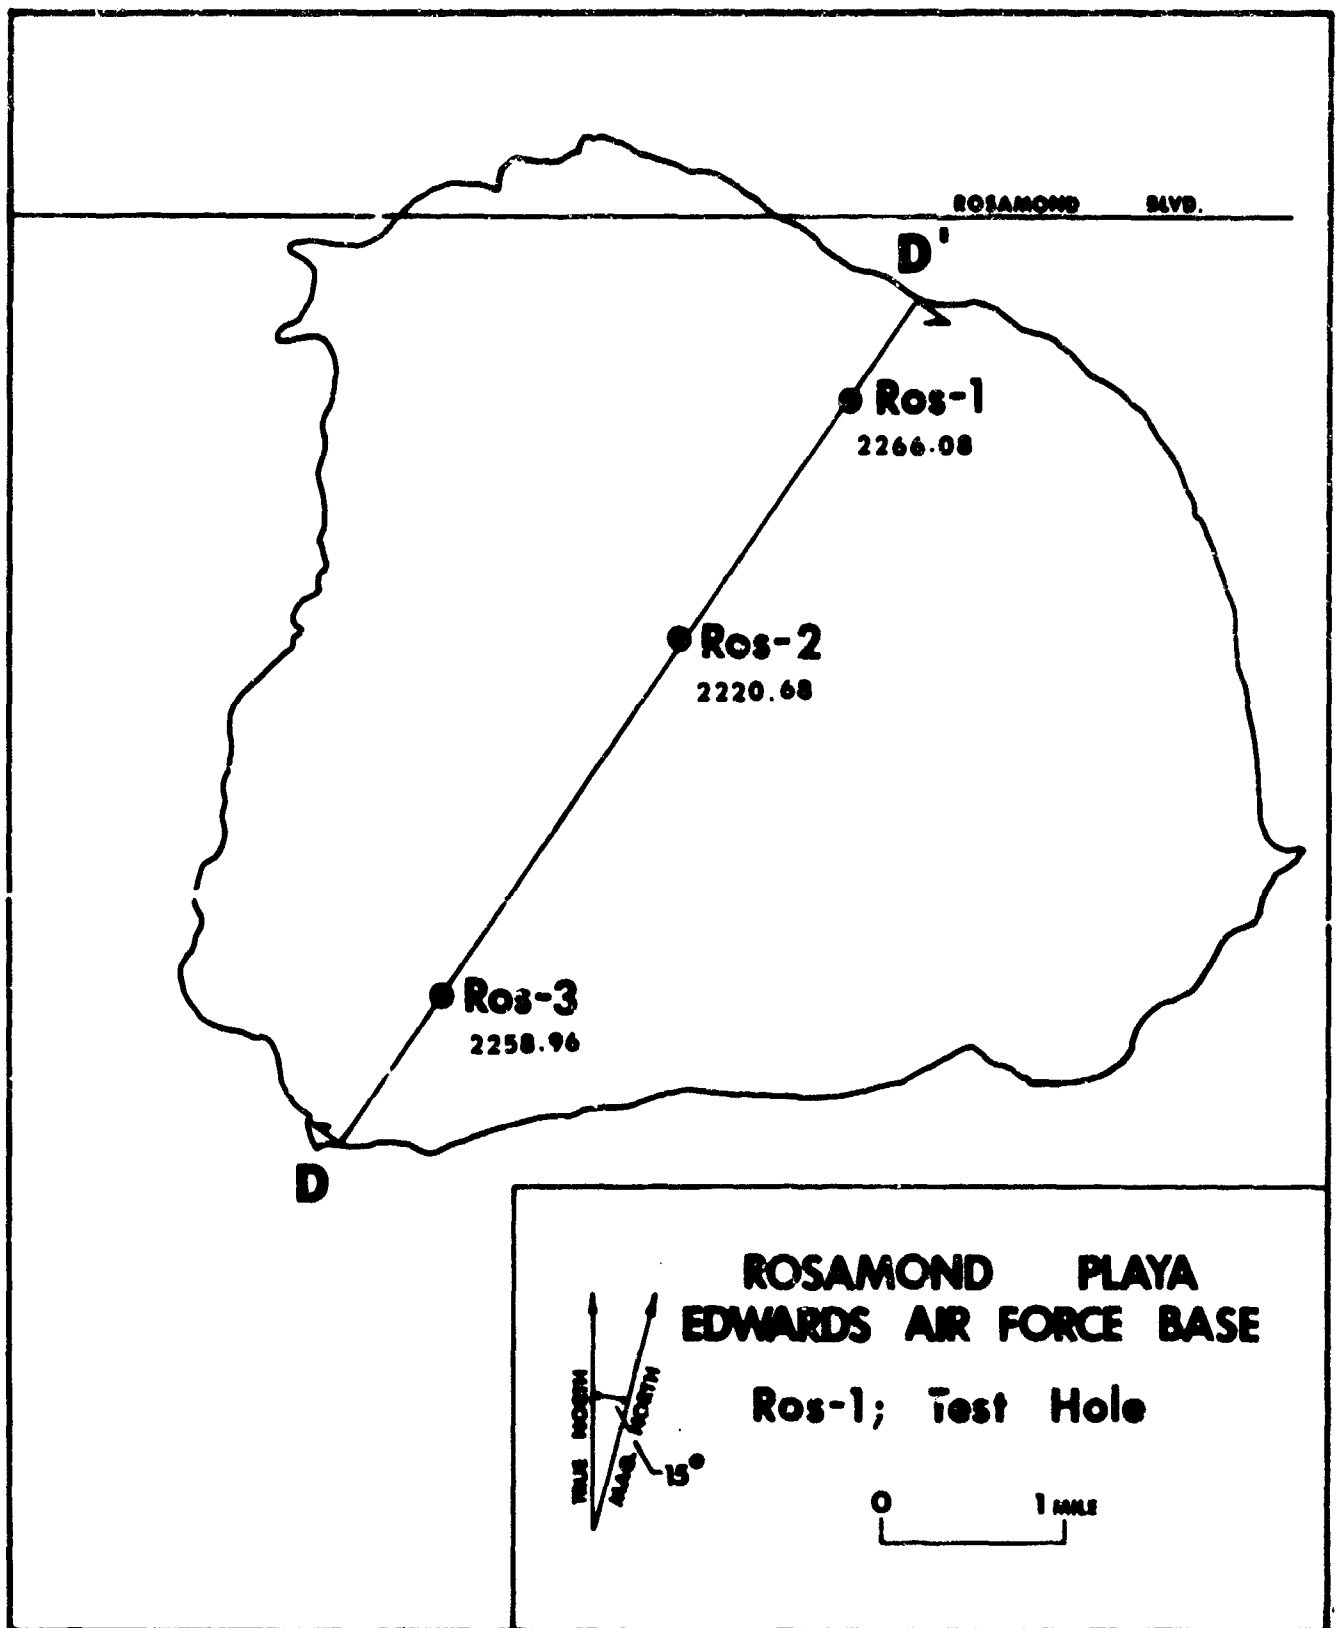 ROSAMOND BLVD.
D'
Ros-1
2266.08
Ros-2
2220.68
Ros-3
2258.96
D
ROSAMOND PLAYA
EDWARDS AIR FORCE BASE
Ros-1; Test Hole
TRUE NORTH
MAG. NORTH
15°
0 1 MILE